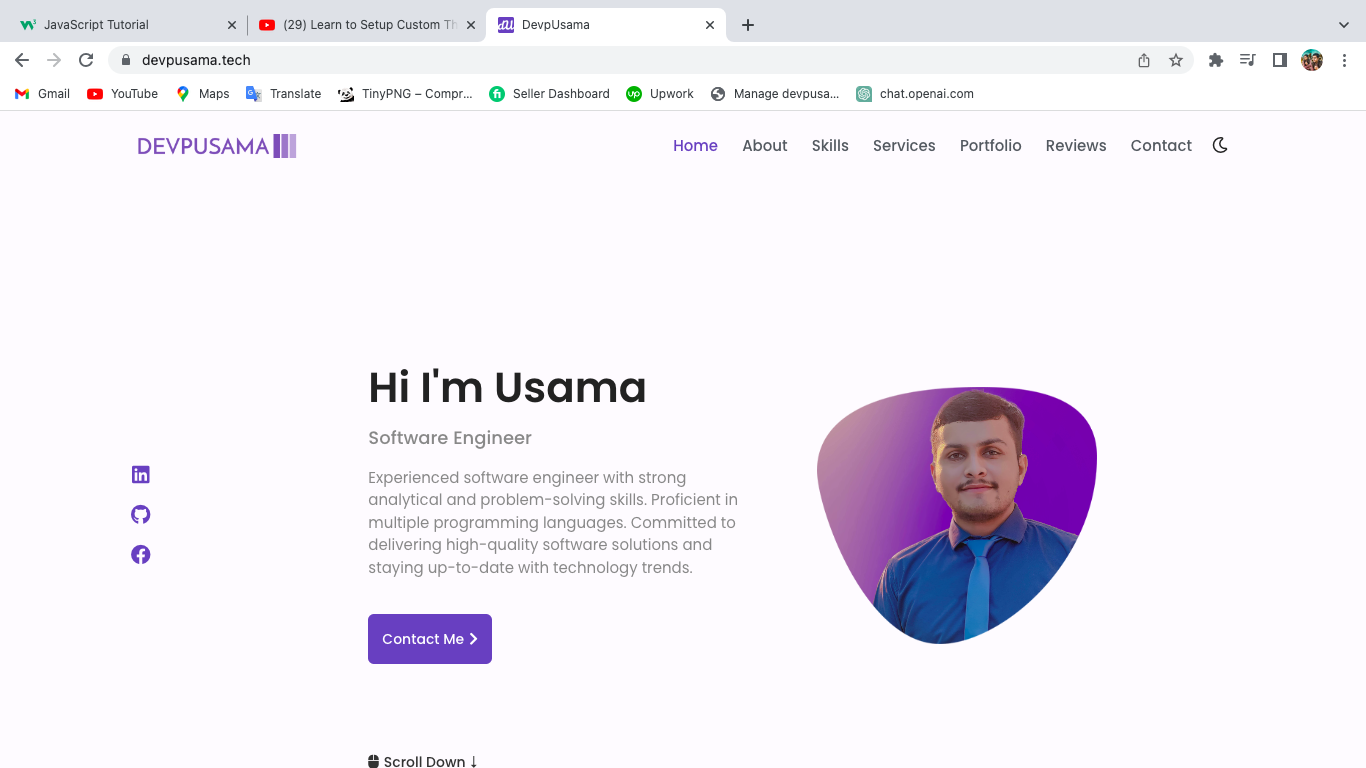 JavaScript Tutorial
(29) Learn to Setup Custom Th
DevpUsama
devpusama.tech
Gmail
YouTube
Maps
Translate
TinyPNG – Compr...
Seller Dashboard
Upwork
Manage devpusa...
chat.openai.com
DEVPUSAMA
Home About Skills Services Portfolio Reviews Contact
Hi I'm Usama
Software Engineer
Experienced software engineer with strong
analytical and problem-solving skills. Proficient in
multiple programming languages. Committed to
delivering high-quality software solutions and
staying up-to-date with technology trends.
Contact Me
Scroll Down